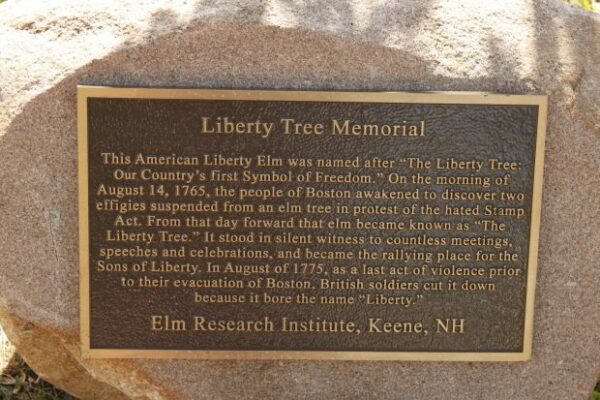 Liberty Tree Memorial
This American Liberty Elm was named after "The Liberty Tree:
Our Country's first Symbol of Freedom." On the morning of
August 14, 1765, the people of Boston awakened to discover two
effigies suspended from an elm tree in protest of the hated Stamp
Act. From that day forward that elm became known as "The
Liberty Tree." It stood in silent witness to countless meetings,
speeches and celebrations, and became the rallying place for the
Sons of Liberty. In August of 1775, as a last act of violence prior
to their evacuation of Boston, British soldiers cut it down
because it bore the name "Liberty."
Elm Research Institute, Keene, NH